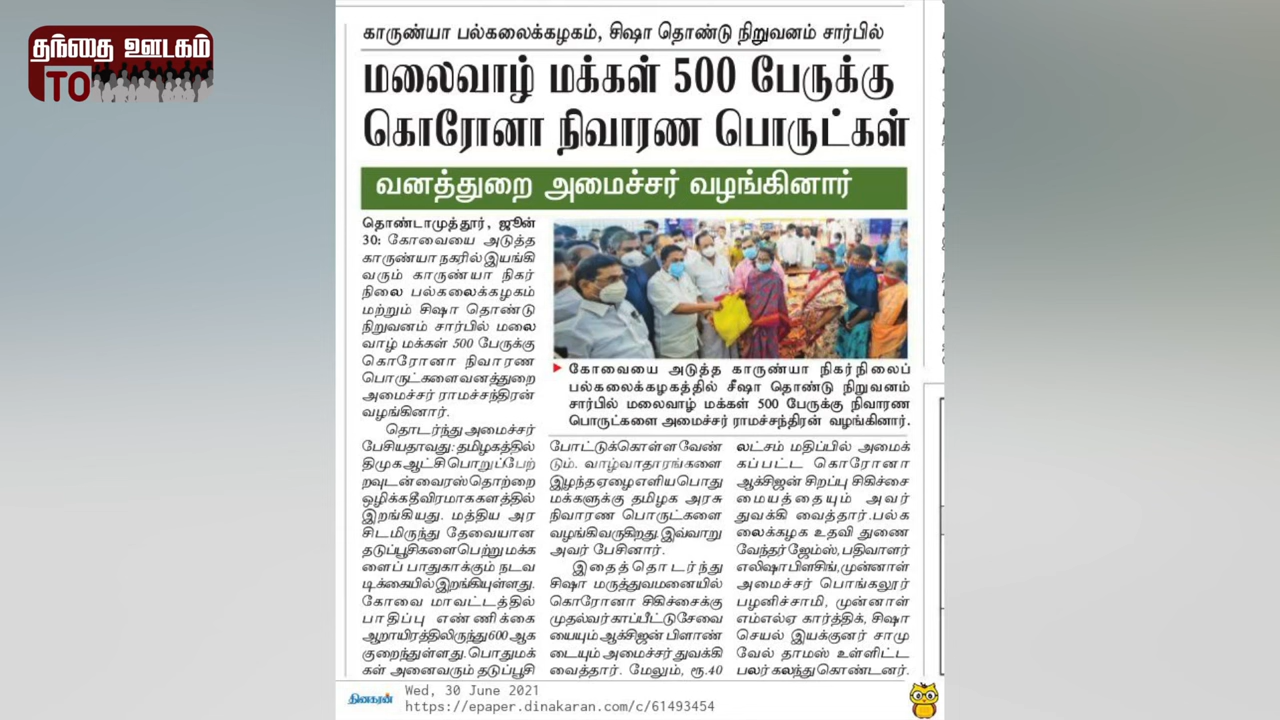 தந்தை ஊடகம்
TO
காருண்யா பல்கலைக்கழகம், சிஷா தொண்டு நிறுவனம் சார்பில்
மலைவாழ் மக்கள் 500 பேருக்கு
கொரோனா நிவாரண பொருட்கள்
வனத்துறை அமைச்சர் வழங்கினார்
தொண்டாமுத்தூர், ஜூன்
30: கோவையை அடுத்த
காருண்யா நகரில் இயங்கி
வரும் காருண்யா நிகர்
நிலை பல்கலைக்கழகம்
மற்றும் சிஷா தொண்டு
நிறுவனம் சார்பில் மலை
வாழ் மக்கள் 500 பேருக்கு
கொரோனா நிவாரண
பொருட்களை வனத்துறை
அமைச்சர் ராமச்சந்திரன்
வழங்கினார்.
தொடர்ந்து அமைச்சர்
பேசியதாவது: தமிழகத்தில்
திமுக ஆட்சி பொறுப்பேற்
றவுடன் வைரஸ் தொற்றை
ஒழிக்க தீவிரமாக களத்தில்
இறங்கியது. மத்திய அர
சிடமிருந்து தேவையான
தடுப்பூசிகளை பெற்று மக்க
ளைப் பாதுகாக்கும் நடவ
டிக்கையில் இறங்கியுள்ளது.
கோவை மாவட்டத்தில்
பாதிப்பு எண்ணிக்கை
ஆறாயிரத்திலிருந்து 600 ஆக
குறைந்துள்ளது. பொதுமக்
கள் அனைவரும் தடுப்பூசி
▶ கோவையை அடுத்த காருண்யா நிகர்நிலைப்
பல்கலைக்கழகத்தில் சீஷா தொண்டு நிறுவனம்
சார்பில் மலைவாழ் மக்கள் 500 பேருக்கு நிவாரண
பொருட்களை அமைச்சர் ராமச்சந்திரன் வழங்கினார்.
போட்டுக்கொள்ள வேண்
டும். வாழ்வாதாரங்களை
இழந்த ஏழை எளிய பொது
மக்களுக்கு தமிழக அரசு
நிவாரண பொருட்களை
வழங்கி வருகிறது. இவ்வாறு
அவர் பேசினார்.
இதைத் தொடர்ந்து
சிஷா மருத்துவமனையில்
கொரோனா சிகிச்சைக்கு
முதல்வர் காப்பீட்டு சேவை
யையும் ஆக்சிஜன் பிளாண்
டையும் அமைச்சர் துவக்கி
வைத்தார். மேலும், ரூ.40
லட்சம் மதிப்பில் அமைக்
கப்பட்ட கொரோனா
ஆக்சிஜன் சிறப்பு சிகிச்சை
மையத்தையும் அவர்
துவக்கி வைத்தார். பல்க
லைக்கழக உதவி துணை
வேந்தர் ஜேம்ஸ், பதிவாளர்
எலிஷா பிளசிங், முன்னாள்
அமைச்சர் பொங்கலூர்
பழனிச்சாமி, முன்னாள்
எம்எல்ஏ கார்த்திக், சிஷா
செயல் இயக்குனர் சாமு
வேல் தாமஸ் உள்ளிட்ட
பலர் கலந்து கொண்டனர்.
தினகரன்
Wed, 30 June 2021
https://epaper.dinakaran.com/c/61493454